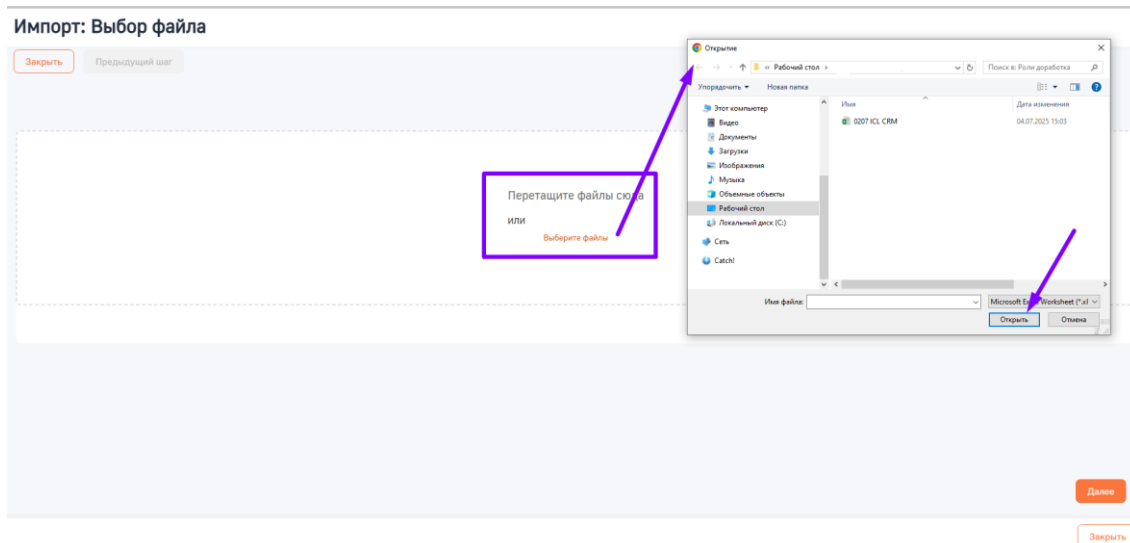 Импорт: Выбор файла
Закрыть
Предыдущий шаг
Перетащите файлы сюда
или
Выберите файлы
Открытие
« Рабочий стол ›
Поиск в: Роли доработка
Упорядочить
Новая папка
Имя
Дата изменения
Этот компьютер
Видео
0207 ICL CRM
04.07.2025 15:03
Документы
Загрузки
Изображения
Музыка
Объемные объекты
Рабочий стол
Локальный диск (C:)
Сеть
Catch!
Имя файла:
Microsoft Worksheet (*.xl
Открыть
Отмена
Далее
Закрыть